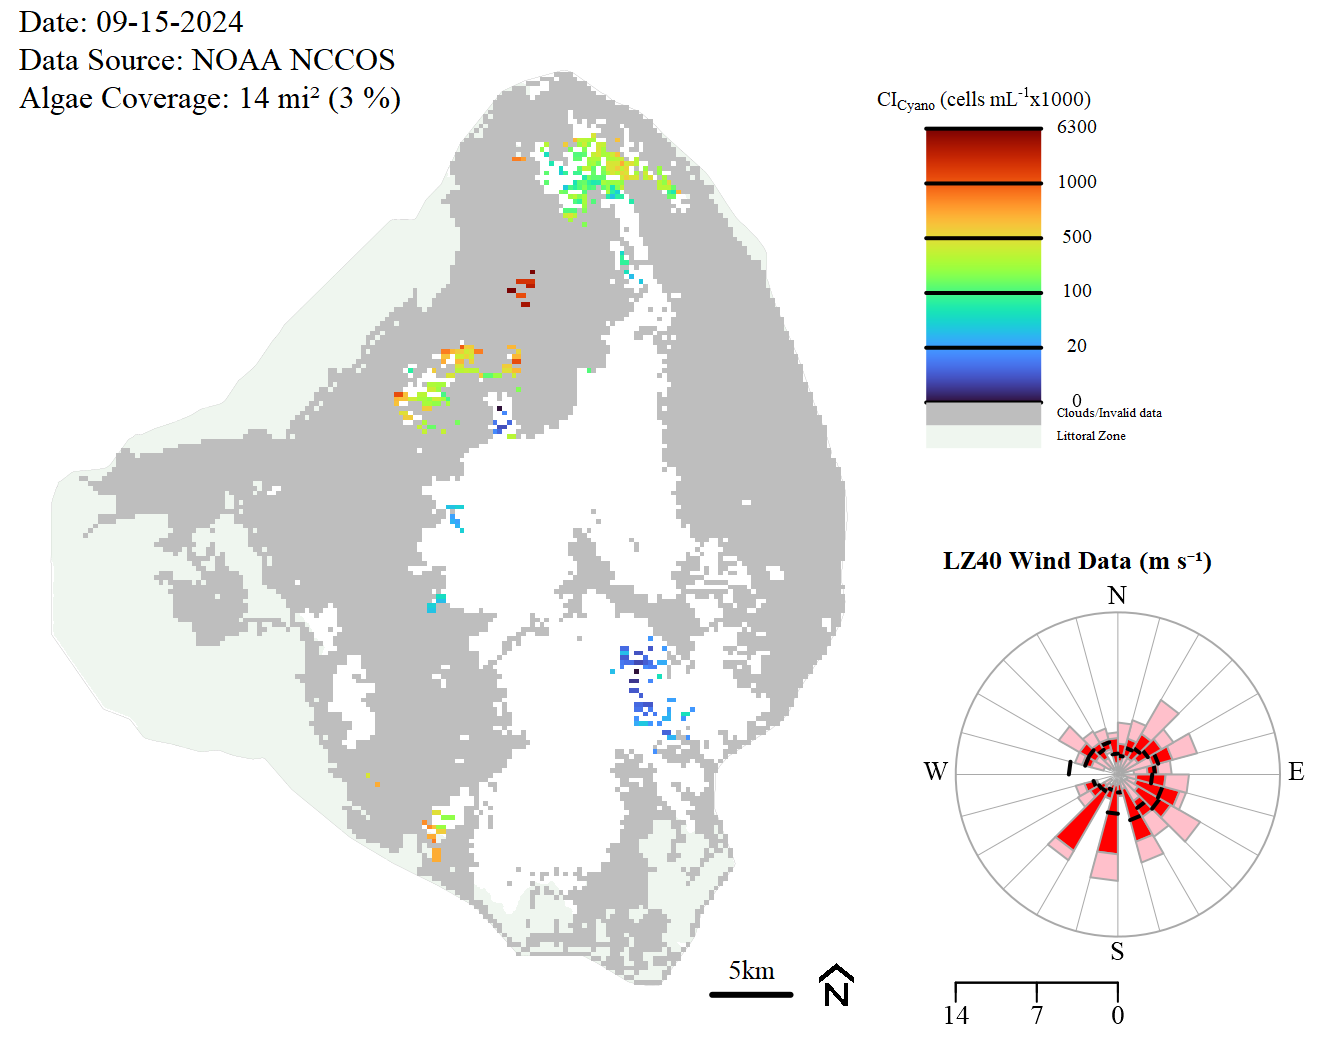 Date: 09-15-2024
Data Source: NOAA NCCOS
Algae Coverage: 14 mi² (3 %)
CICyano (cells mL-1x1000)
6300
1000
500
100
20
0
Clouds/Invalid data
Littoral Zone
LZ40 Wind Data (m s⁻¹)
N
W
E
S
5km
N
14
7
0